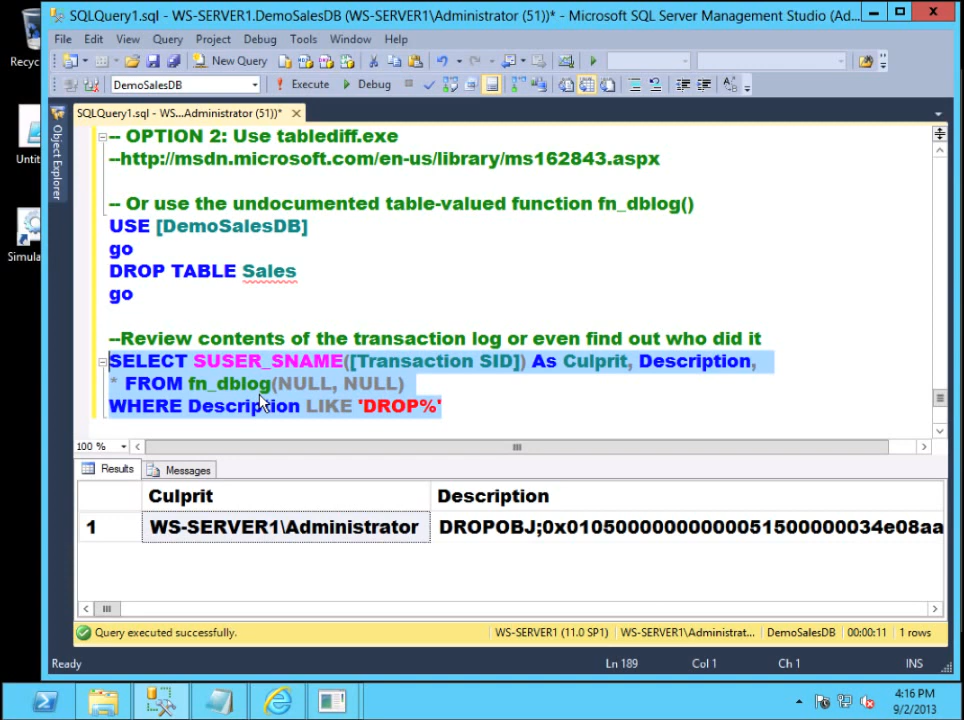 SQLQuery1.sql - WS-SERVER1.DemoSalesDB (WS-SERVER1\Administrator (51))* - Microsoft SQL Server Management Studio (Ad...
Recyc
File Edit View Query Project Debug Tools Window Help
New Query
DemoSalesDB Execute Debug
SQLQuery1.sql - WS...Administrator (51))*
Object Explorer
Untit
Simula
-- OPTION 2: Use tablediff.exe
--http://msdn.microsoft.com/en-us/library/ms162843.aspx
-- Or use the undocumented table-valued function fn_dblog()
USE [DemoSalesDB]
go
DROP TABLE Sales
go
--Review contents of the transaction log or even find out who did it
SELECT SUSER_SNAME([Transaction SID]) As Culprit, Description,
* FROM fn_dblog(NULL, NULL)
WHERE Description LIKE 'DROP%'
100 %
Results Messages
Culprit Description
1 WS-SERVER1\Administrator DROPOBJ;0x01050000000000051500000034e08aa
Query executed successfully. WS-SERVER1 (11.0 SP1) WS-SERVER1\Administrat... DemoSalesDB 00:00:11 1 rows
Ready Ln 189 Col 1 Ch 1 INS
4:16 PM
9/2/2013